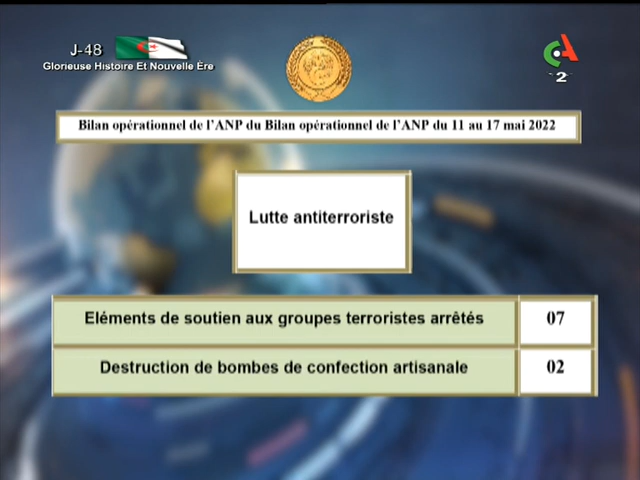 J-48
Glorieuse Histoire Et Nouvelle Ère
2
Bilan opérationnel de l'ANP du Bilan opérationnel de l'ANP du 11 au 17 mai 2022
Lutte antiterroriste
Eléments de soutien aux groupes terroristes arrêtés 07
Destruction de bombes de confection artisanale 02